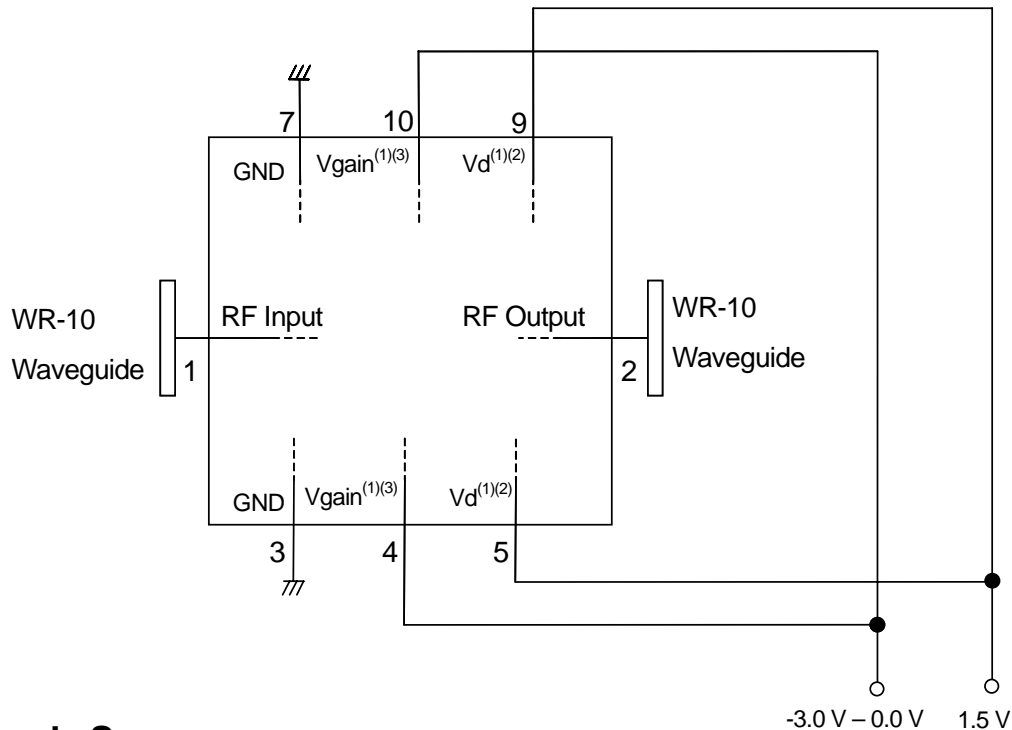 7
10
9
GND
Vgain(1)(3)
Vd(1)(2)
WR-10
Waveguide
1
RF Input
RF Output
2
WR-10
Waveguide
GND
Vgain(1)(3)
Vd(1)(2)
3
4
5
-3.0 V – 0.0 V
1.5 V